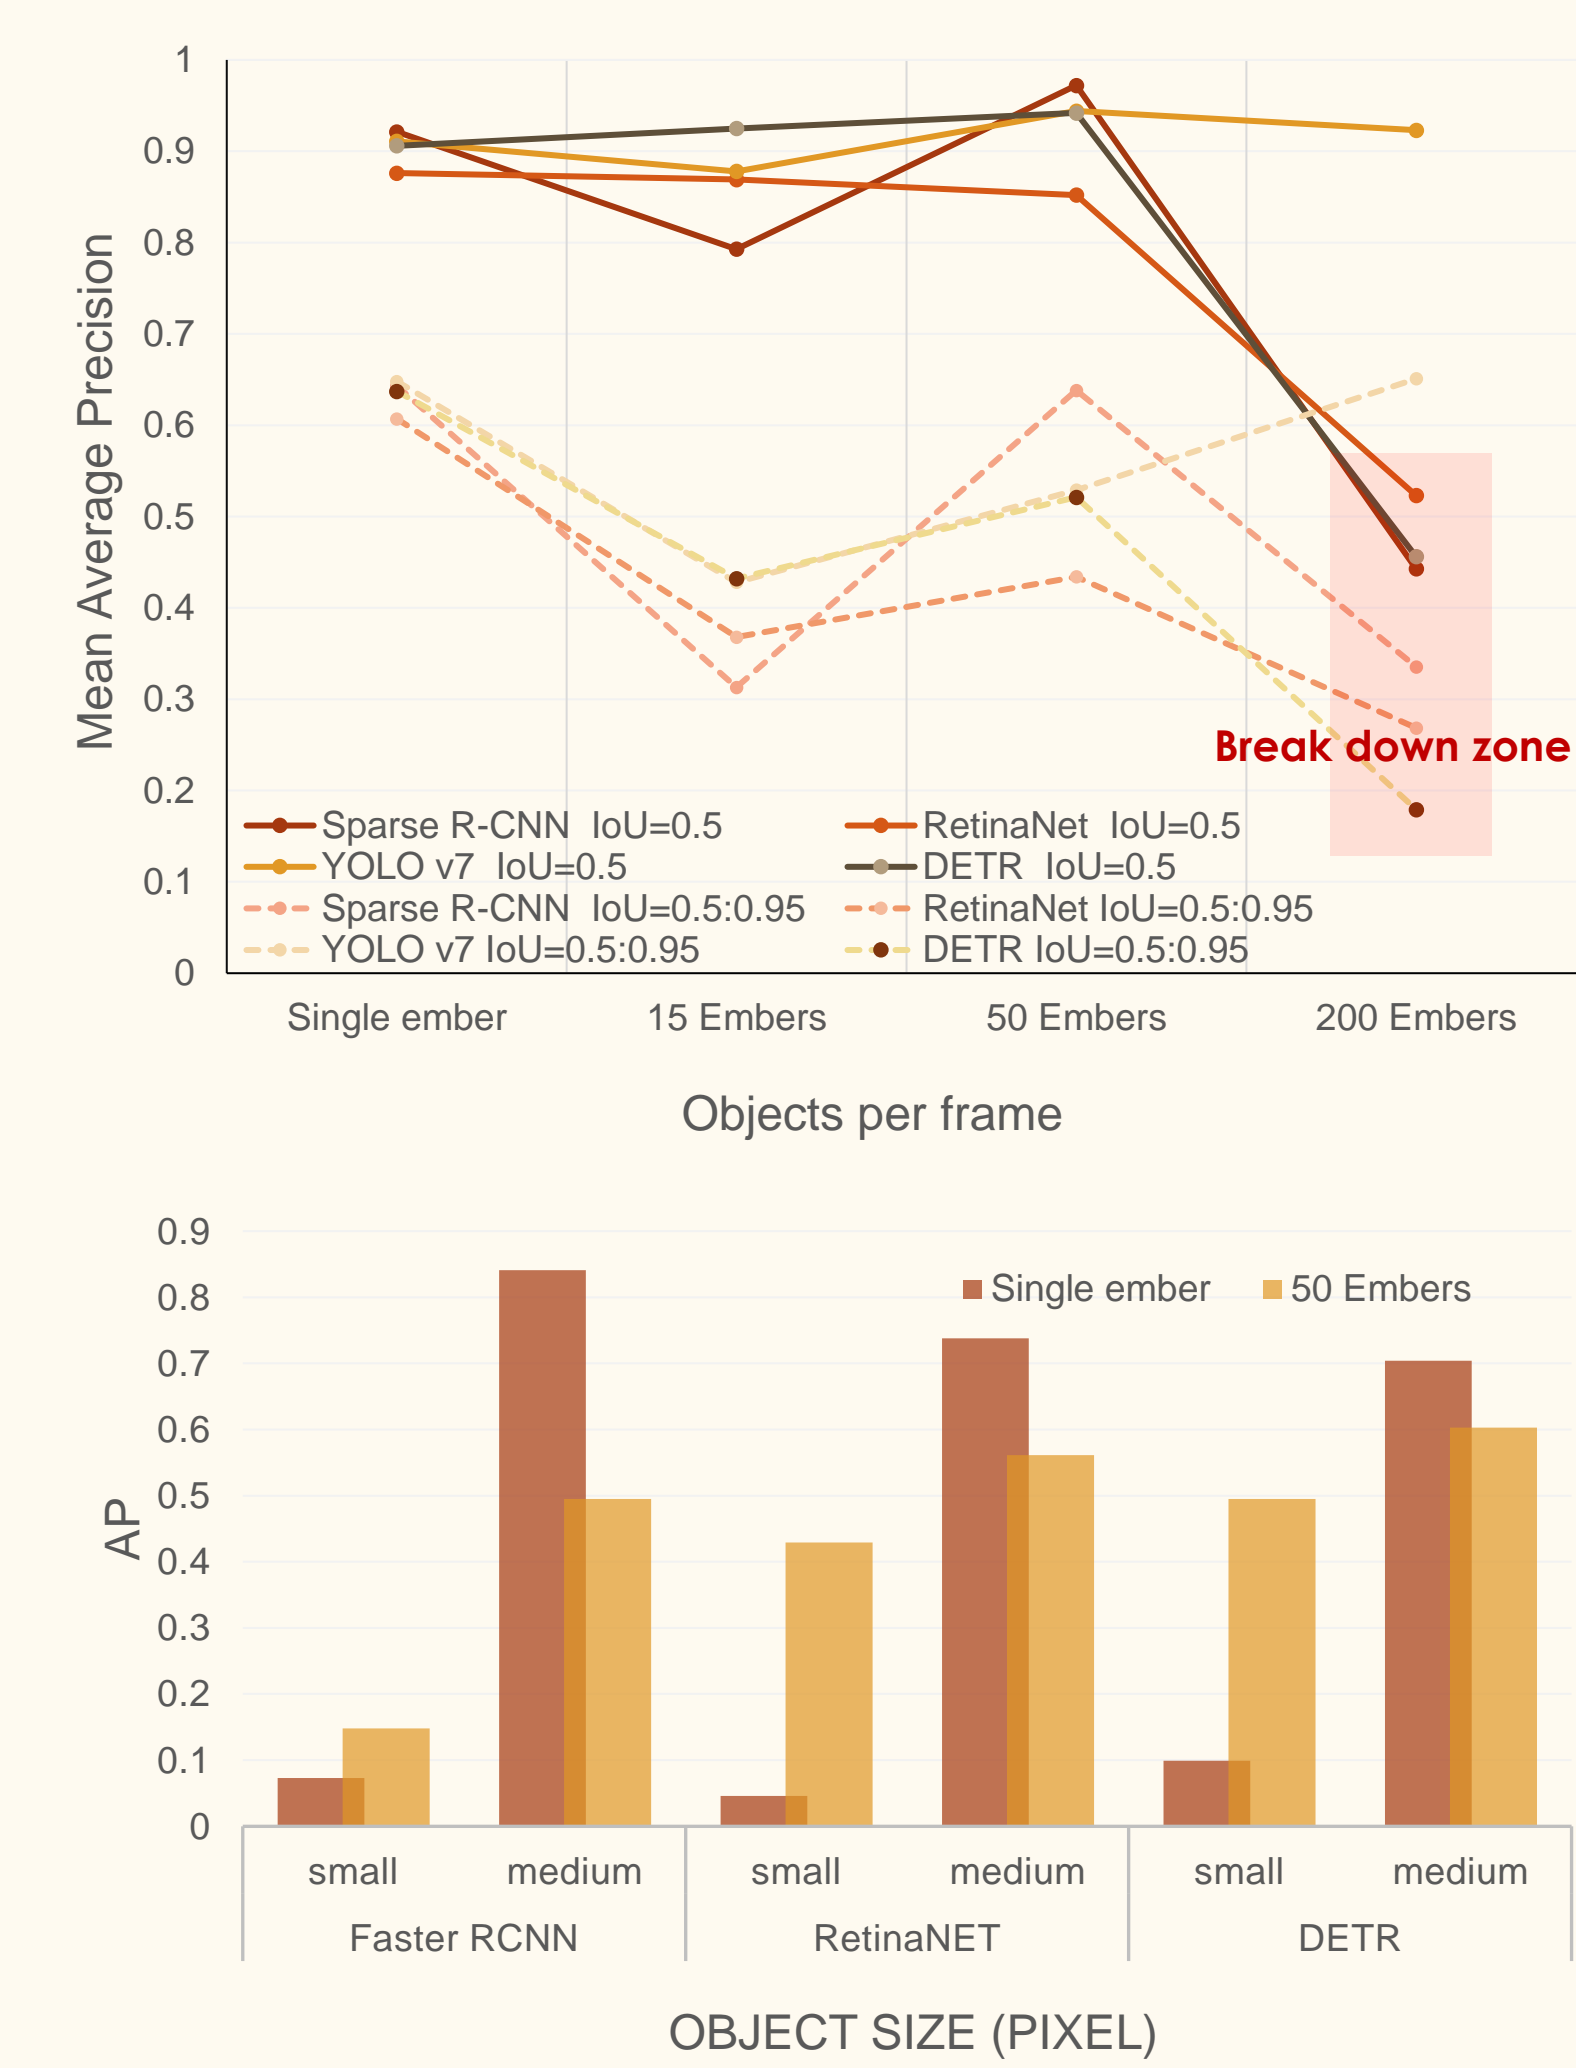 1
0.9
0.8
0.7
0.6
0.5
0.4
0.3
0.2
0.1
0
Mean Average Precision
Break down zone
Sparse R-CNN IoU=0.5
RetinaNet IoU=0.5
YOLO v7 IoU=0.5
DETR IoU=0.5
Sparse R-CNN IoU=0.5:0.95
RetinaNet IoU=0.5:0.95
YOLO v7 IoU=0.5:0.95
DETR IoU=0.5:0.95
Single ember 15 Embers 50 Embers 200 Embers
Objects per frame
0.9
0.8
0.7
0.6
0.5
0.4
0.3
0.2
0.1
0
AP
Single ember 50 Embers
small medium small medium small medium
Faster RCNN RetinaNET DETR
OBJECT SIZE (PIXEL)